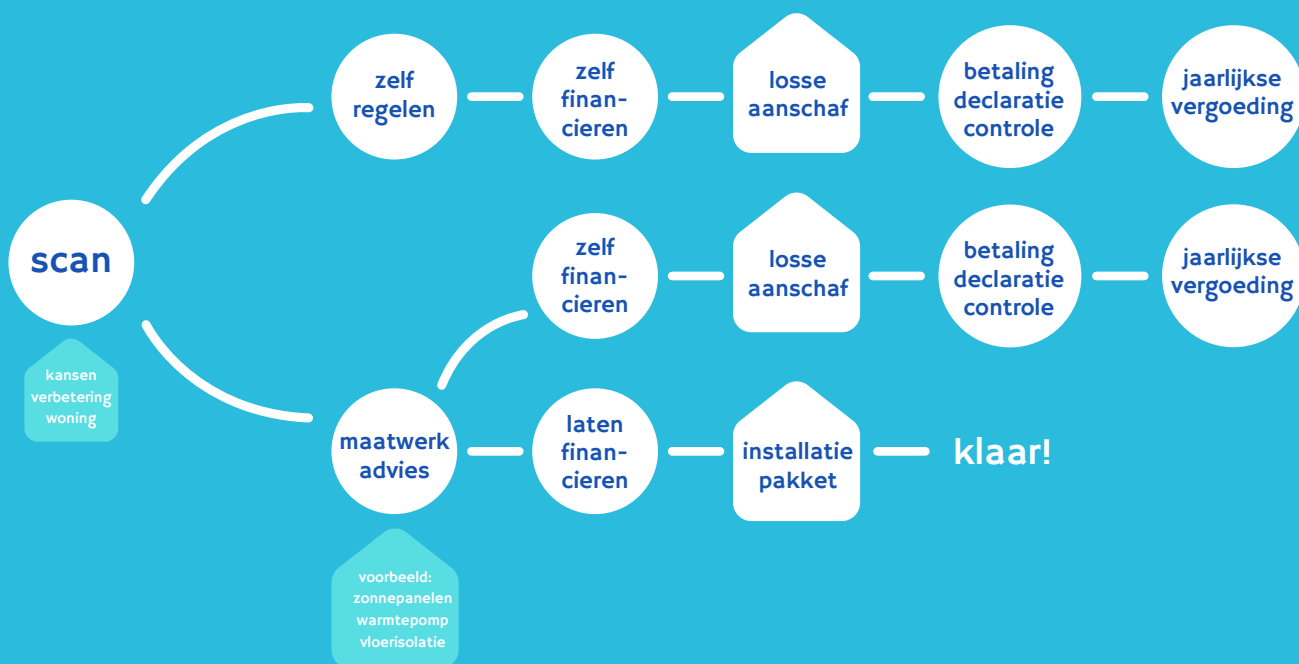 zelf
regelen
zelf
finan-
cieren
losse
aanschaf
betaling
declaratie
controle
jaarlijkse
vergoeding
scan
kansen
verbetering
woning
zelf
finan-
cieren
losse
aanschaf
betaling
declaratie
controle
jaarlijkse
vergoeding
maatwerk
advies
laten
finan-
cieren
installatie
pakket
klaar!
voorbeeld:
zonnepanelen
warmtepomp
vloerisolatie